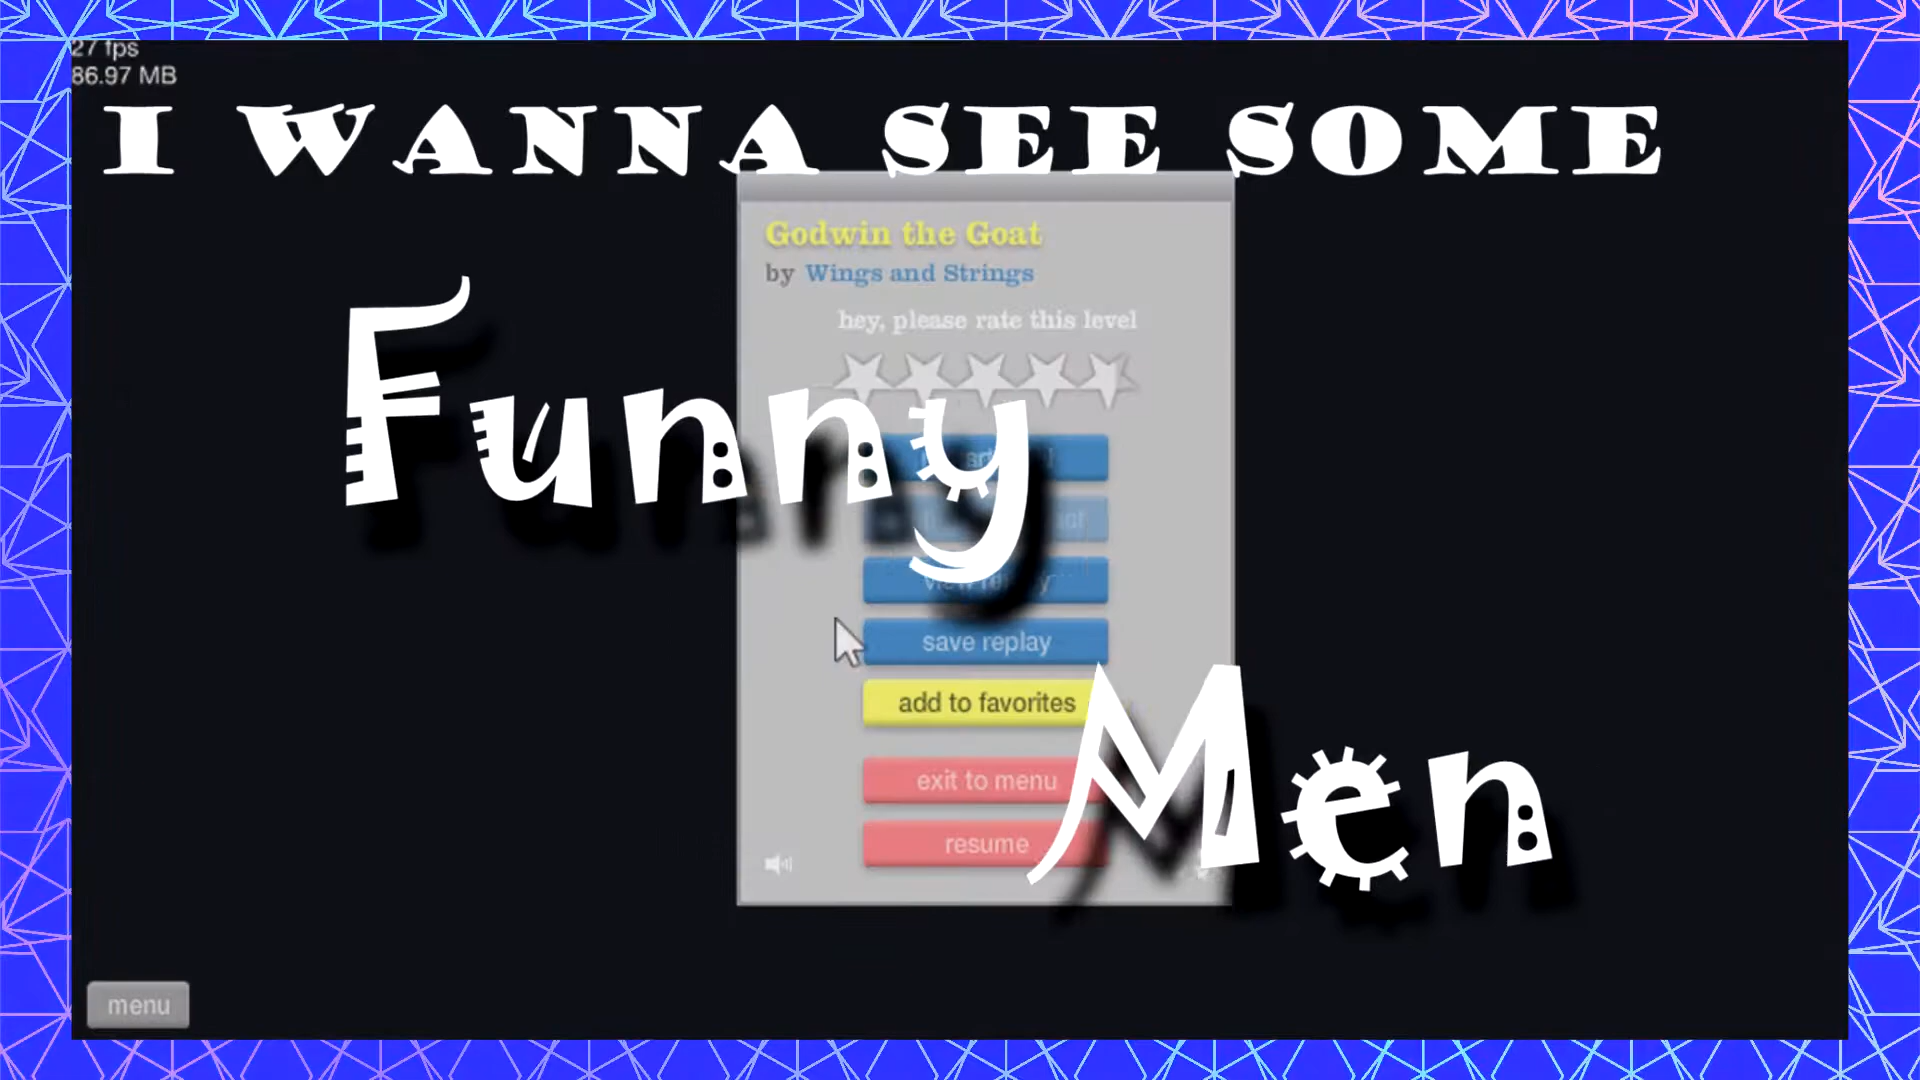 27 fps
86.97 MB
I WANNA SEE SOME
Godwin the Goat
by Wings and Strings
hey, please rate this level
Funny
save replay
add to favorites
Men
exit to menu
resume
menu